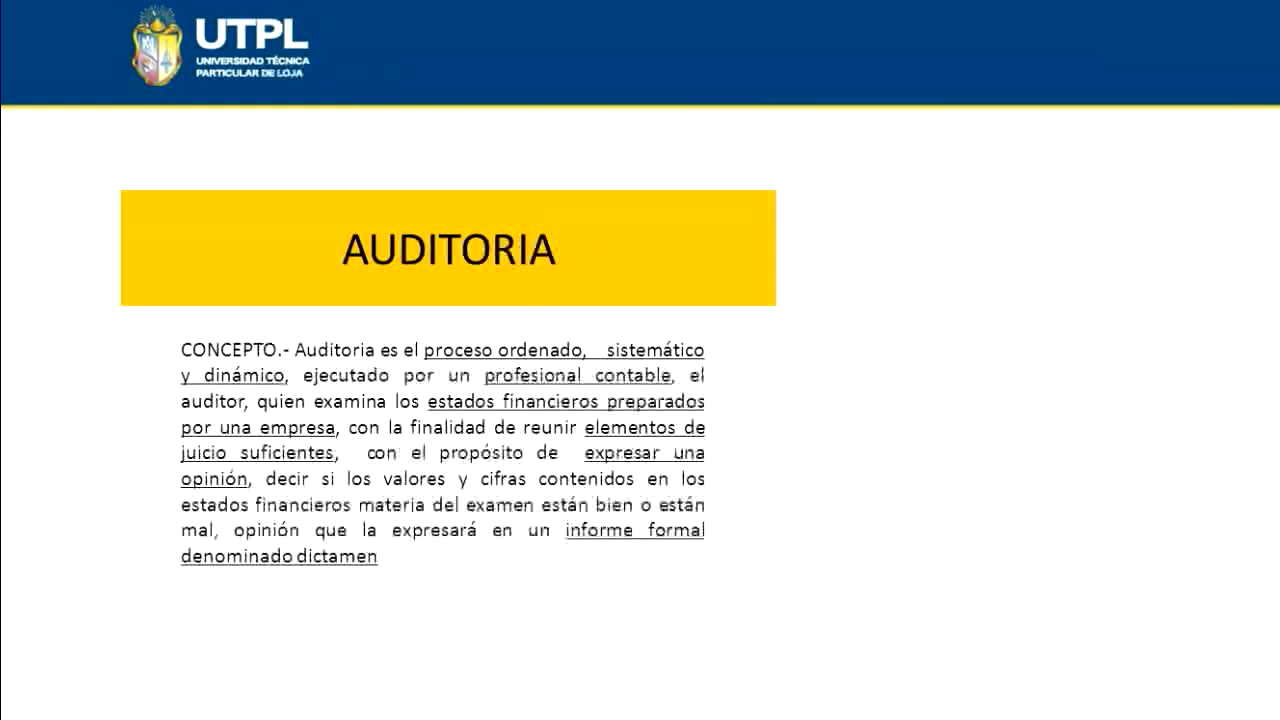 UTPL
UNIVERSIDAD TÉCNICA
PARTICULAR DE LOJA
AUDITORIA
CONCEPTO.- Auditoria es el proceso ordenado, sistemático
y dinámico, ejecutado por un profesional contable, el
auditor, quien examina los estados financieros preparados
por una empresa, con la finalidad de reunir elementos de
juicio suficientes, con el propósito de expresar una
opinión, decir si los valores y cifras contenidos en los
estados financieros materia del examen están bien o están
mal, opinión que la expresará en un informe formal
denominado dictamen